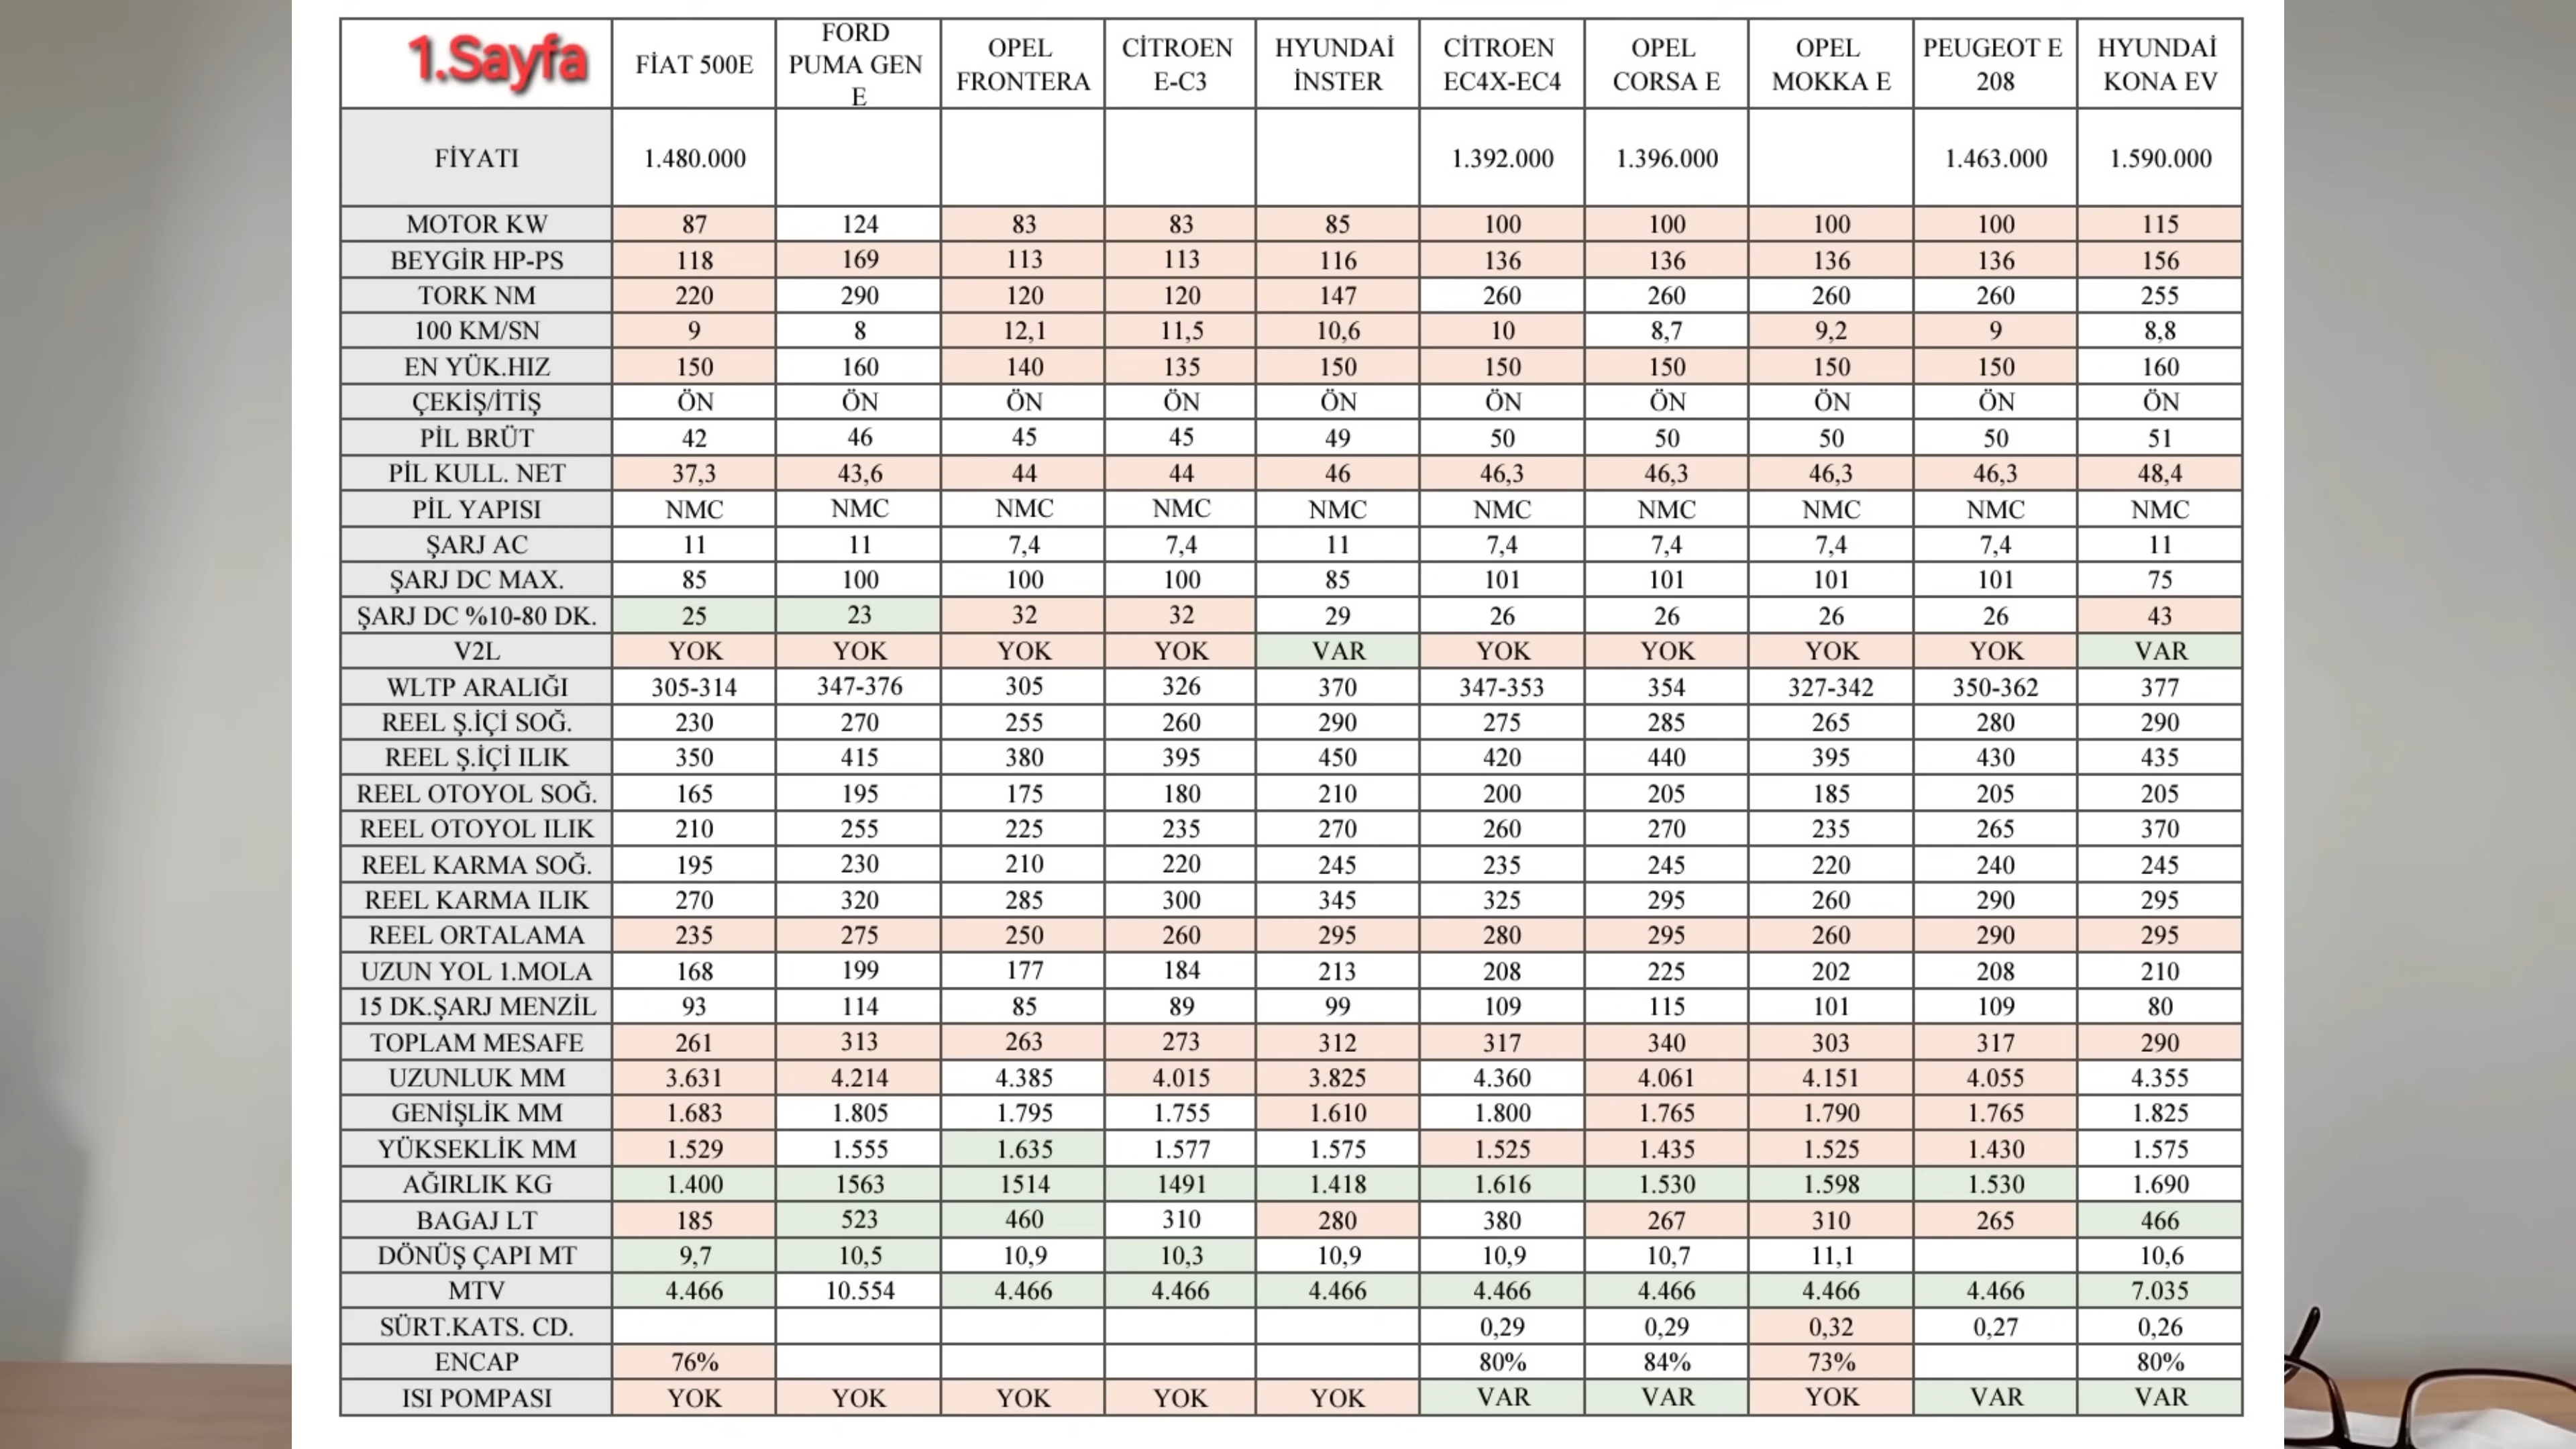 1.Sayfa FİAT 500E FORD PUMA GEN E OPEL FRONTERA CİTROEN E-C3 HYUNDAİ İNSTER CİTROEN EC4X-EC4 OPEL CORSA E OPEL MOKKA E PEUGEOT E 208 HYUNDAİ KONA EV
FİYATI 1.480.000 1.392.000 1.396.000 1.463.000 1.590.000
MOTOR KW 87 124 83 83 85 100 100 100 100 115
BEYGİR HP-PS 118 169 113 113 116 136 136 136 136 156
TORK NM 220 290 120 120 147 260 260 260 260 255
100 KM/SN 9 8 12,1 11,5 10,6 10 8,7 9,2 9 8,8
EN YÜK.HIZ 150 160 140 135 150 150 150 150 150 160
ÇEKİŞ/İTİŞ ÖN ÖN ÖN ÖN ÖN ÖN ÖN ÖN ÖN ÖN
PİL BRÜT 42 46 45 45 49 50 50 50 50 51
PİL KULL. NET 37,3 43,6 44 44 46 46,3 46,3 46,3 46,3 48,4
PİL YAPISI NMC NMC NMC NMC NMC NMC NMC NMC NMC NMC
ŞARJ AC 11 11 7,4 7,4 11 7,4 7,4 7,4 7,4 11
ŞARJ DC MAX. 85 100 100 100 85 101 101 101 101 75
ŞARJ DC %10-80 DK. 25 23 32 32 29 26 26 26 26 43
V2L YOK YOK YOK YOK VAR YOK YOK YOK YOK VAR
WLTP ARALIĞI 305-314 347-376 305 326 370 347-353 354 327-342 350-362 377
REEL Ş.İÇİ SOĞ. 230 270 255 260 290 275 285 265 280 290
REEL Ş.İÇİ ILIK 350 415 380 395 450 420 440 395 430 435
REEL OTOYOL SOĞ. 165 195 175 180 210 200 205 185 205 205
REEL OTOYOL ILIK 210 255 225 235 270 260 270 235 265 370
REEL KARMA SOĞ. 195 230 210 220 245 235 245 220 240 245
REEL KARMA ILIK 270 320 285 300 345 325 295 260 290 295
REEL ORTALAMA 235 275 250 260 295 280 295 260 290 295
UZUN YOL 1.MOLA 168 199 177 184 213 208 225 202 208 210
15 DK.ŞARJ MENZİL 93 114 85 89 99 109 115 101 109 80
TOPLAM MESAFE 261 313 263 273 312 317 340 303 317 290
UZUNLUK MM 3.631 4.214 4.385 4.015 3.825 4.360 4.061 4.151 4.055 4.355
GENİŞLİK MM 1.683 1.805 1.795 1.755 1.610 1.800 1.765 1.790 1.765 1.825
YÜKSEKLİK MM 1.529 1.555 1.635 1.577 1.575 1.525 1.435 1.525 1.430 1.575
AĞIRLIK KG 1.400 1563 1514 1491 1.418 1.616 1.530 1.598 1.530 1.690
BAGAJ LT 185 523 460 310 280 380 267 310 265 466
DÖNÜŞ ÇAPI MT 9,7 10,5 10,9 10,3 10,9 10,9 10,7 11,1 10,6
MTV 4.466 10.554 4.466 4.466 4.466 4.466 4.466 4.466 4.466 7.035
SÜRT.KATS. CD. 0,29 0,29 0,32 0,27 0,26
ENCAP 76% 80% 84% 73% 80%
ISI POMPASI YOK YOK YOK YOK YOK VAR VAR YOK VAR VAR